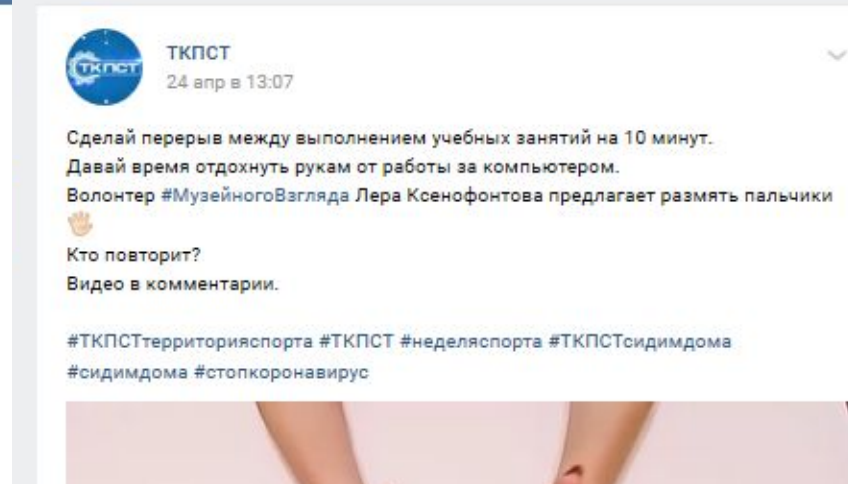 ТКПСТ
ТКПСТ
24 апр в 13:07
Сделай перерыв между выполнением учебных занятий на 10 минут.
Давай время отдохнуть рукам от работы за компьютером.
Волонтер #МузейногоВзгляда Лера Ксенофонтова предлагает размять пальчики
🖐🏻
Кто повторит?
Видео в комментарии.
#ТКПСТтерриторияспорта #ТКПСТ #неделяспорта #ТКПСТсидимдома
#сидимдома #стопкоронавирус